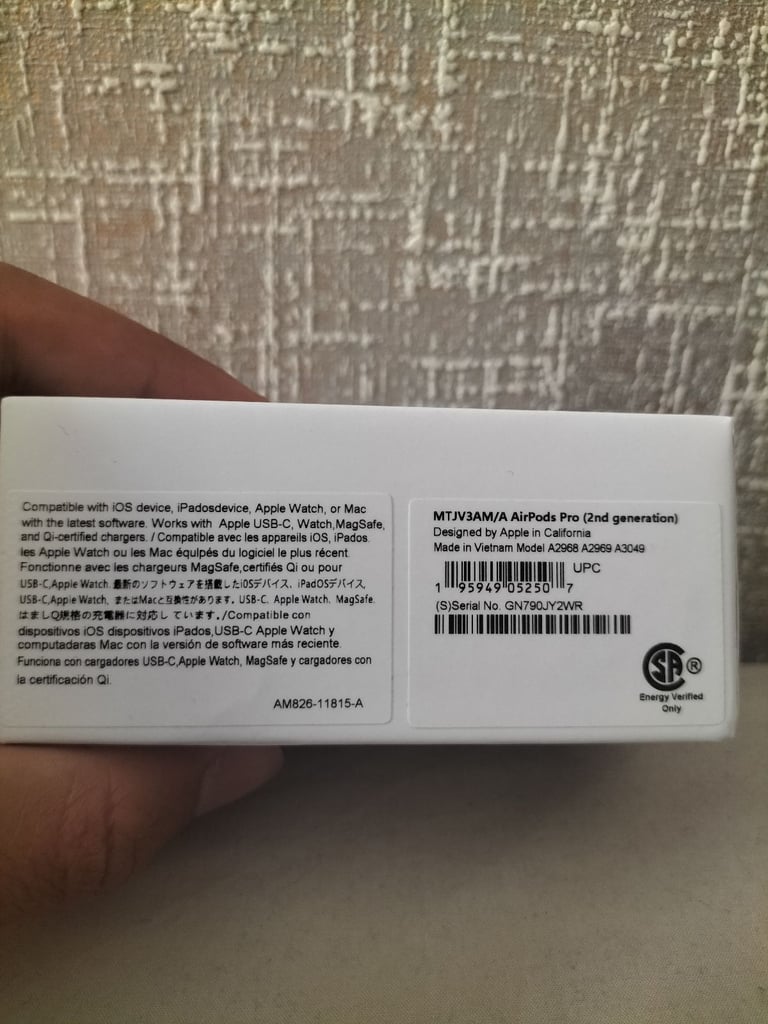 Compatible with iOS device, iPadosdevice, Apple Watch, or Mac
with the latest software. Works with Apple USB-C, Watch,MagSafe,
and Qi-certified chargers. / Compatible avec les appareils iOS, iPados.
les Apple Watch ou les Mac équipés du logiciel le plus récent.
Fonctionne avec les chargeurs MagSafe,certifiés Qi ou pour
USB-C,Apple Watch. 最新のソフトウェアを搭載したiOSデバイス、iPadOSデバイス,
USB-C,Apple Watch, またはMacと互換性があります。USB-C、Apple Watch、MagSafe.
はましQi規格の充電器に対応し ています。/Compatible con
dispositivos iOS dispositivos iPados,USB-C Apple Watch y
computadaras Mac con la versión de software más reciente.
Funciona con cargadores USB-C,Apple Watch, MagSafe y cargadores con
la certificación Qi.
AM826-11815-A
MTJV3AM/A AirPods Pro (2nd generation)
Designed by Apple in California
Made in Vietnam Model A2968 A2969 A3049
UPC
1 95949 05250 7
(S)Serial No. GN790JY2WR
SA ®
Energy Verified
Only